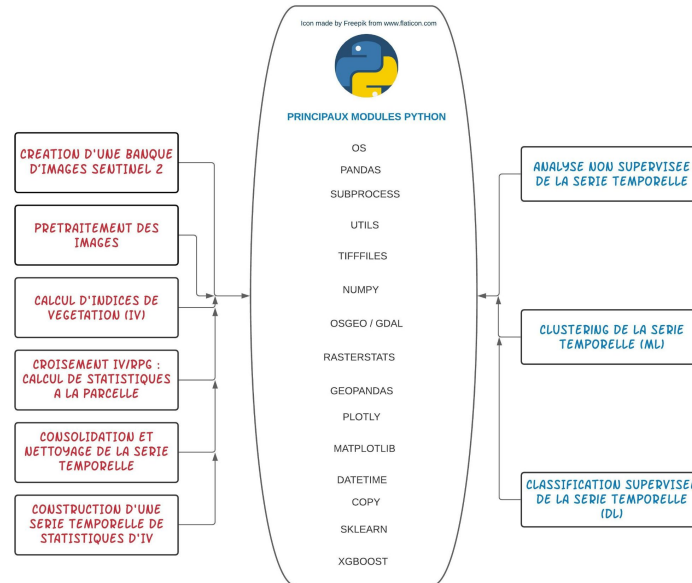 Icon made by Freepik from www.flaticon.com
PRINCIPAUX MODULES PYTHON
CREATION D'UNE BANQUE
D'IMAGES SENTINEL 2
PRETRAITEMENT DES
IMAGES
CALCUL D'INDICES DE
VEGETATION (IV)
CROISEMENT IV/RPG :
CALCUL DE STATISTIQUES
A LA PARCELLE
CONSOLIDATION ET
NETTOYAGE DE LA SERIE
TEMPORELLE
CONSTRUCTION D'UNE
SERIE TEMPORELLE DE
STATISTIQUES D'IV
OS
PANDAS
SUBPROCESS
UTILS
TIFFFILES
NUMPY
OSGEO / GDAL
RASTERSTATS
GEOPANDAS
PLOTLY
MATPLOTLIB
DATETIME
COPY
SKLEARN
XGBOOST
ANALYSE NON SUPERVISEE
DE LA SERIE TEMPORELLE
CLUSTERING DE LA SERIE
TEMPORELLE (ML)
CLASSIFICATION SUPERVISEE
DE LA SERIE TEMPORELLE
(DL)